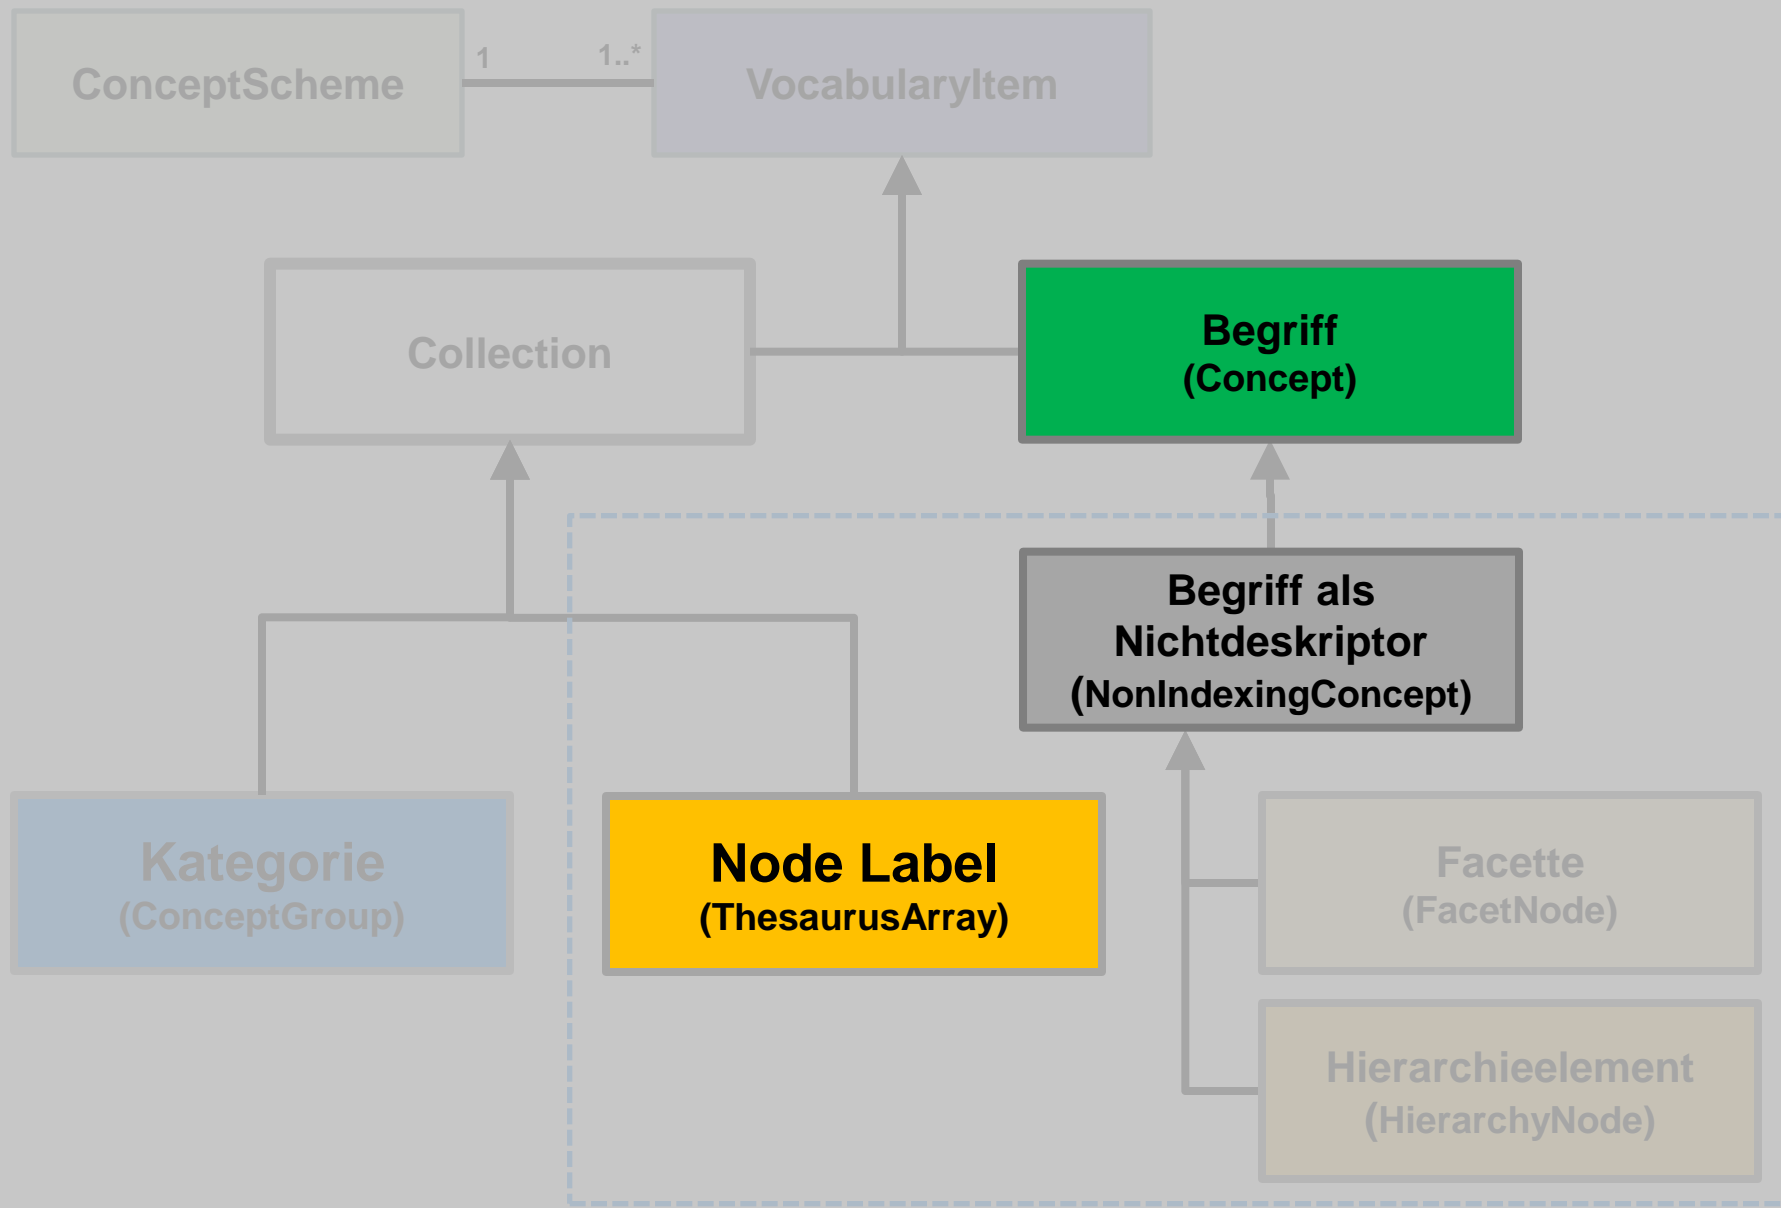 ConceptScheme
1
1..*
VocabularyItem
Collection
Begriff
(Concept)
Begriff als
Nichtdeskriptor
(NonIndexingConcept)
Kategorie
(ConceptGroup)
Node Label
(ThesaurusArray)
Facette
(FacetNode)
Hierarchieelement
(HierarchyNode)